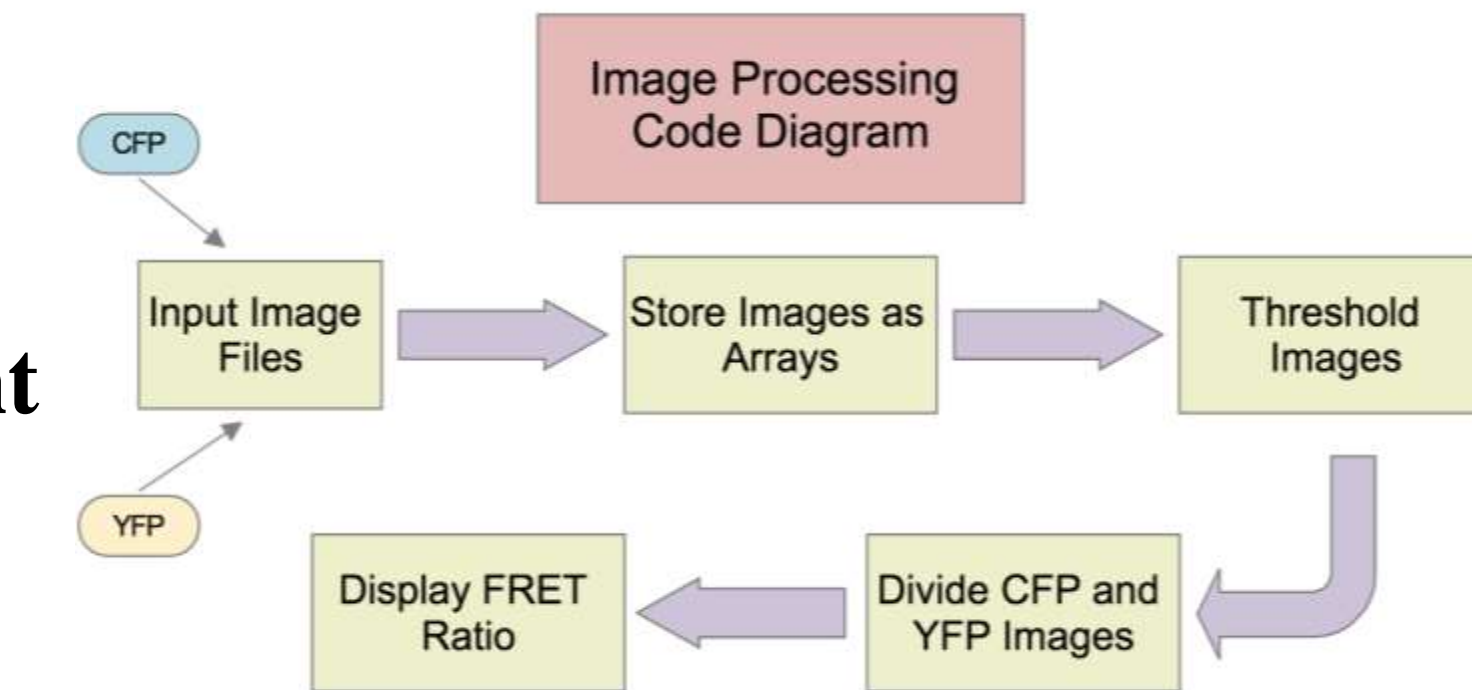 Image Processing
Code Diagram
CFP
Input Image
Files
Store Images as
Arrays
Threshold
Images
YFP
Display FRET
Ratio
Divide CFP and
YFP Images